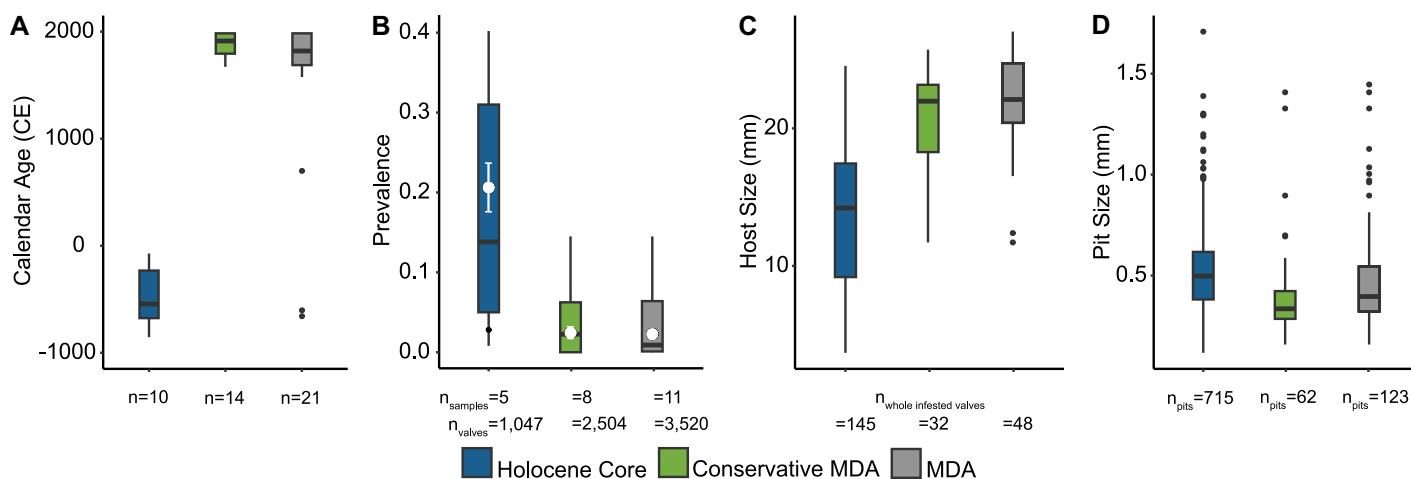 A
Calendar Age (CE)
2000
1000
0
-1000
n=10
n=14
n=21
B
Prevalence
0.4
0.3
0.2
0.1
0.0
nsamples=5
=8
=11
nvalves=1,047
=2,504
=3,520
C
Host Size (mm)
20
10
nwhole infested valves
=145
=32
=48
D
Pit Size (mm)
1.5
1.0
0.5
npits=715
npits=62
npits=123
Holocene Core
Conservative MDA
MDA